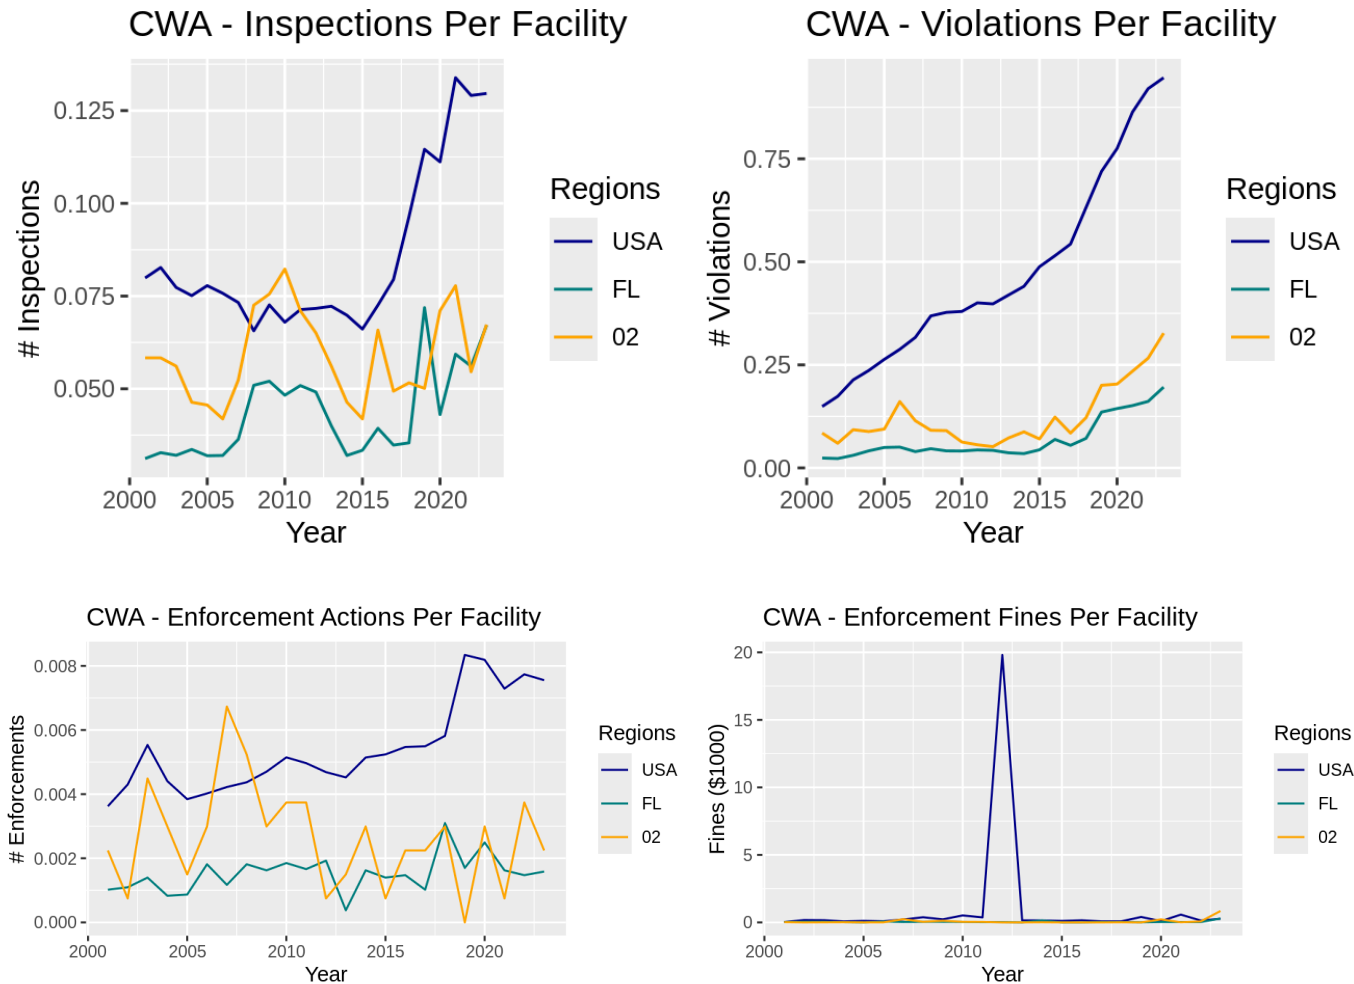 CWA - Inspections Per Facility
# Inspections
0.125
0.100
0.075
0.050
2000 2005 2010 2015 2020
Year
Regions
USA
FL
02
CWA - Violations Per Facility
# Violations
0.75
0.50
0.25
0.00
2000 2005 2010 2015 2020
Year
Regions
USA
FL
02
CWA - Enforcement Actions Per Facility
# Enforcements
0.008
0.006
0.004
0.002
0.000
2000 2005 2010 2015 2020
Year
Regions
USA
FL
02
CWA - Enforcement Fines Per Facility
Fines ($1000)
20
15
10
5
0
2000 2005 2010 2015 2020
Year
Regions
USA
FL
02